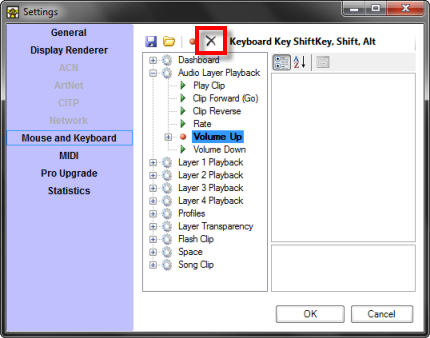 Settings
General
Display Renderer
ACN
ArtNet
CITP
Network
Mouse and Keyboard
MIDI
Pro Upgrade
Statistics
Keyboard Key ShiftKey, Shift, Alt
Dashboard
Audio Layer Playback
Play Clip
Clip Forward (Go)
Clip Reverse
Rate
Volume Up
Volume Down
Layer 1 Playback
Layer 2 Playback
Layer 3 Playback
Layer 4 Playback
Profiles
Layer Transparency
Flash Clip
Space
Song Clip
OK
Cancel